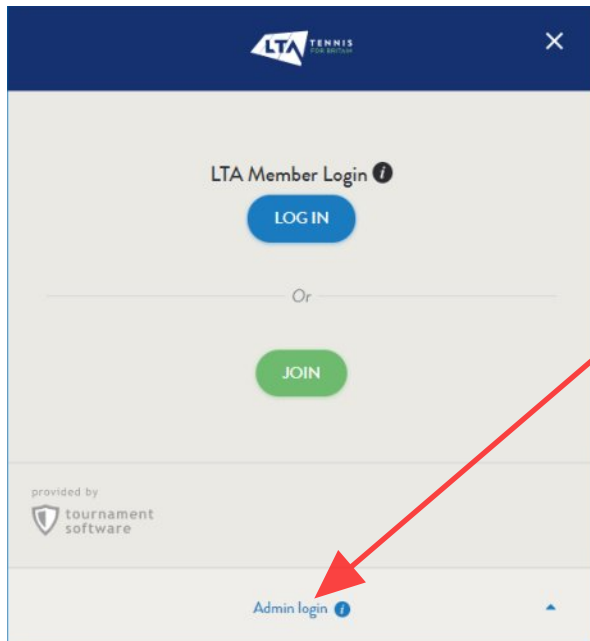 LTA TENNIS
FOR BRITAIN
LTA Member Login i
LOG IN
Or
JOIN
provided by
tournament
software
Admin login i